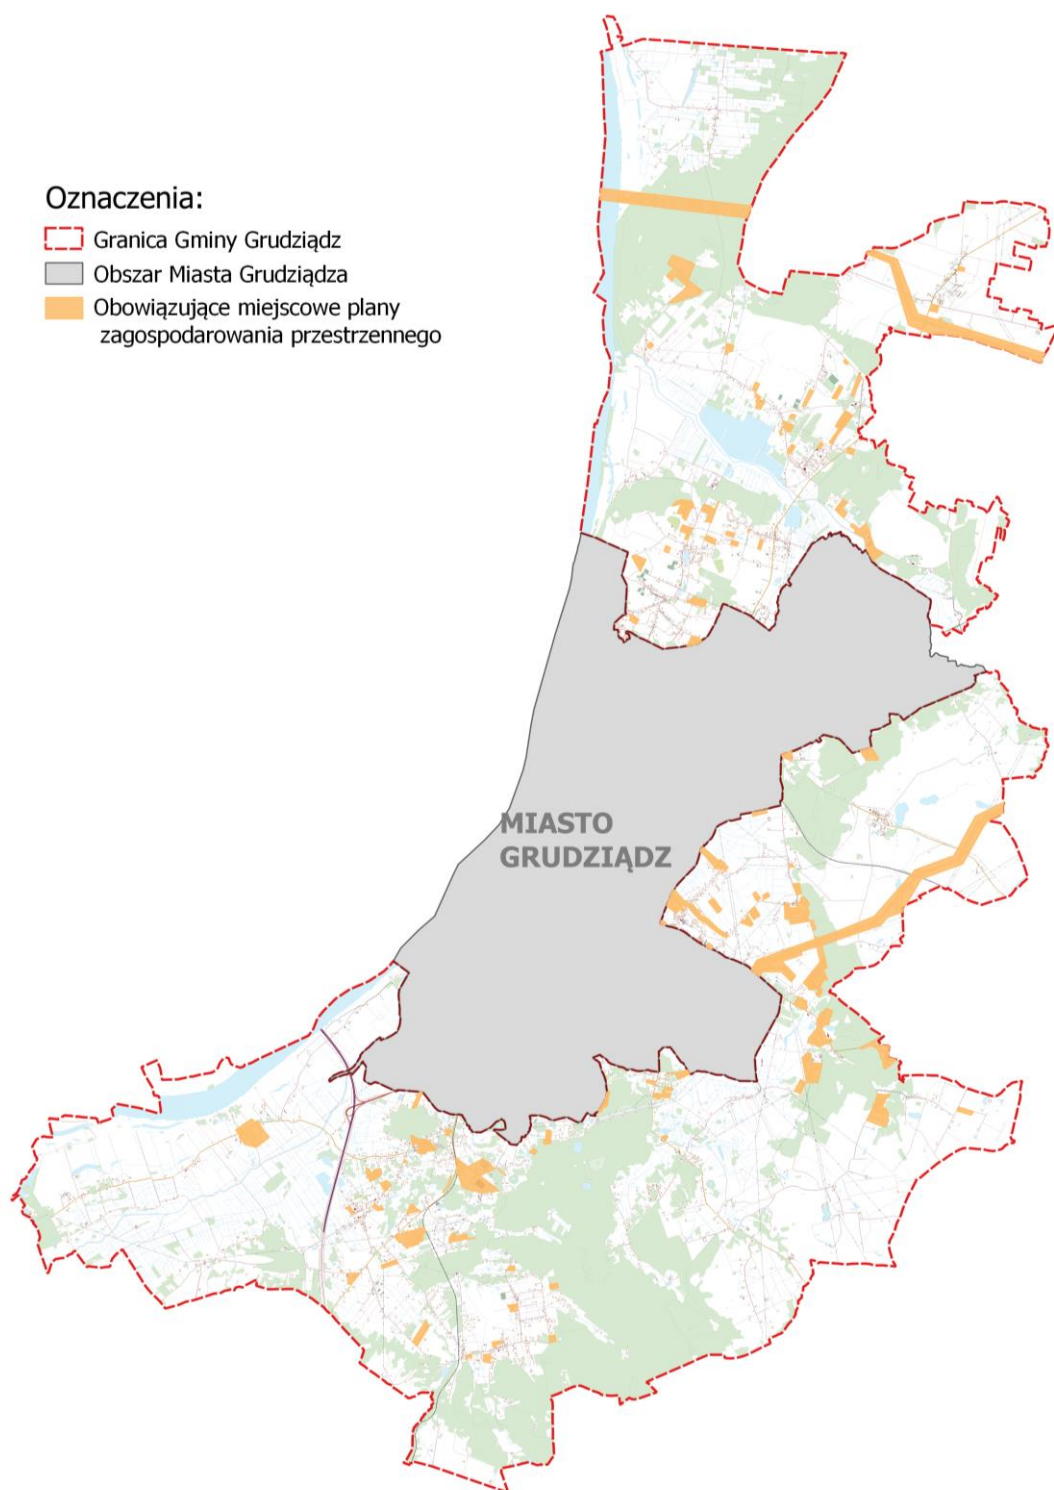 Oznaczenia:
Granica Gminy Grudziądz
Obszar Miasta Grudziądza
Obowiązujące miejscowe plany
zagospodarowania przestrzennego
MIASTO
GRUDZIĄDZ